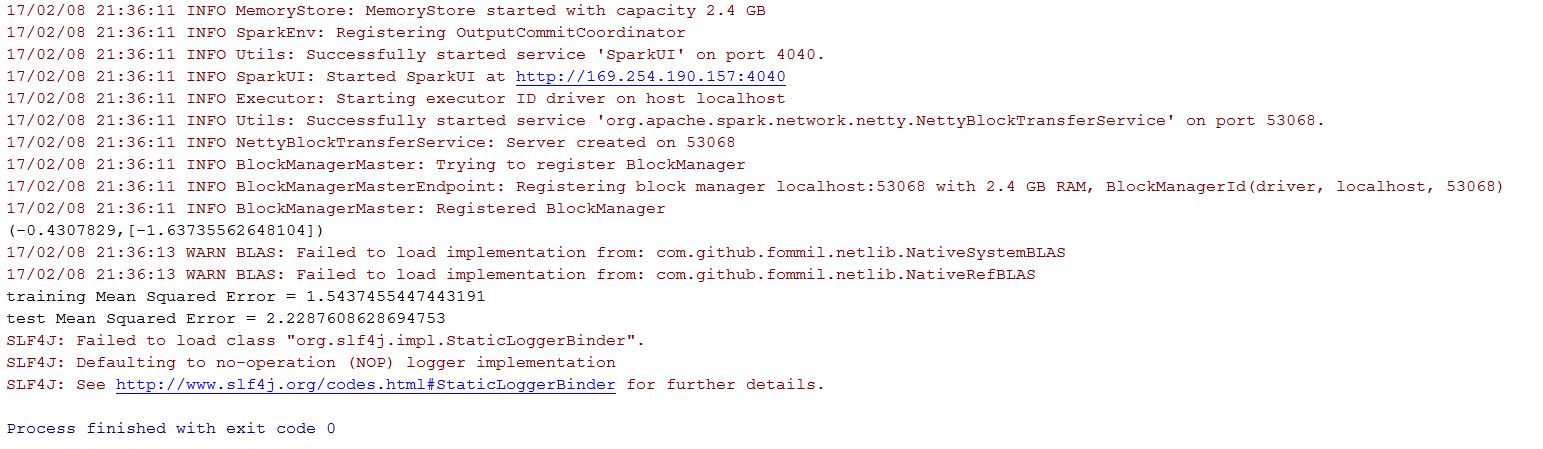 17/02/08 21:36:11 INFO MemoryStore: MemoryStore started with capacity 2.4 GB
17/02/08 21:36:11 INFO SparkEnv: Registering OutputCommitCoordinator
17/02/08 21:36:11 INFO Utils: Successfully started service 'SparkUI' on port 4040.
17/02/08 21:36:11 INFO SparkUI: Started SparkUI at http://169.254.190.157:4040
17/02/08 21:36:11 INFO Executor: Starting executor ID driver on host localhost
17/02/08 21:36:11 INFO Utils: Successfully started service 'org.apache.spark.network.netty.NettyBlockTransferService' on port 53068.
17/02/08 21:36:11 INFO NettyBlockTransferService: Server created on 53068
17/02/08 21:36:11 INFO BlockManagerMaster: Trying to register BlockManager
17/02/08 21:36:11 INFO BlockManagerMasterEndpoint: Registering block manager localhost:53068 with 2.4 GB RAM, BlockManagerId(driver, localhost, 53068)
17/02/08 21:36:11 INFO BlockManagerMaster: Registered BlockManager
(-0.4307829,[-1.63735562648104])
17/02/08 21:36:13 WARN BLAS: Failed to load implementation from: com.github.fommil.netlib.NativeSystemBLAS
17/02/08 21:36:13 WARN BLAS: Failed to load implementation from: com.github.fommil.netlib.NativeRefBLAS
training Mean Squared Error = 1.5437455447443191
test Mean Squared Error = 2.2287608628694753
SLF4J: Failed to load class "org.slf4j.impl.StaticLoggerBinder".
SLF4J: Defaulting to no-operation (NOP) logger implementation
SLF4J: See http://www.slf4j.org/codes.html#StaticLoggerBinder for further details.
Process finished with exit code 0